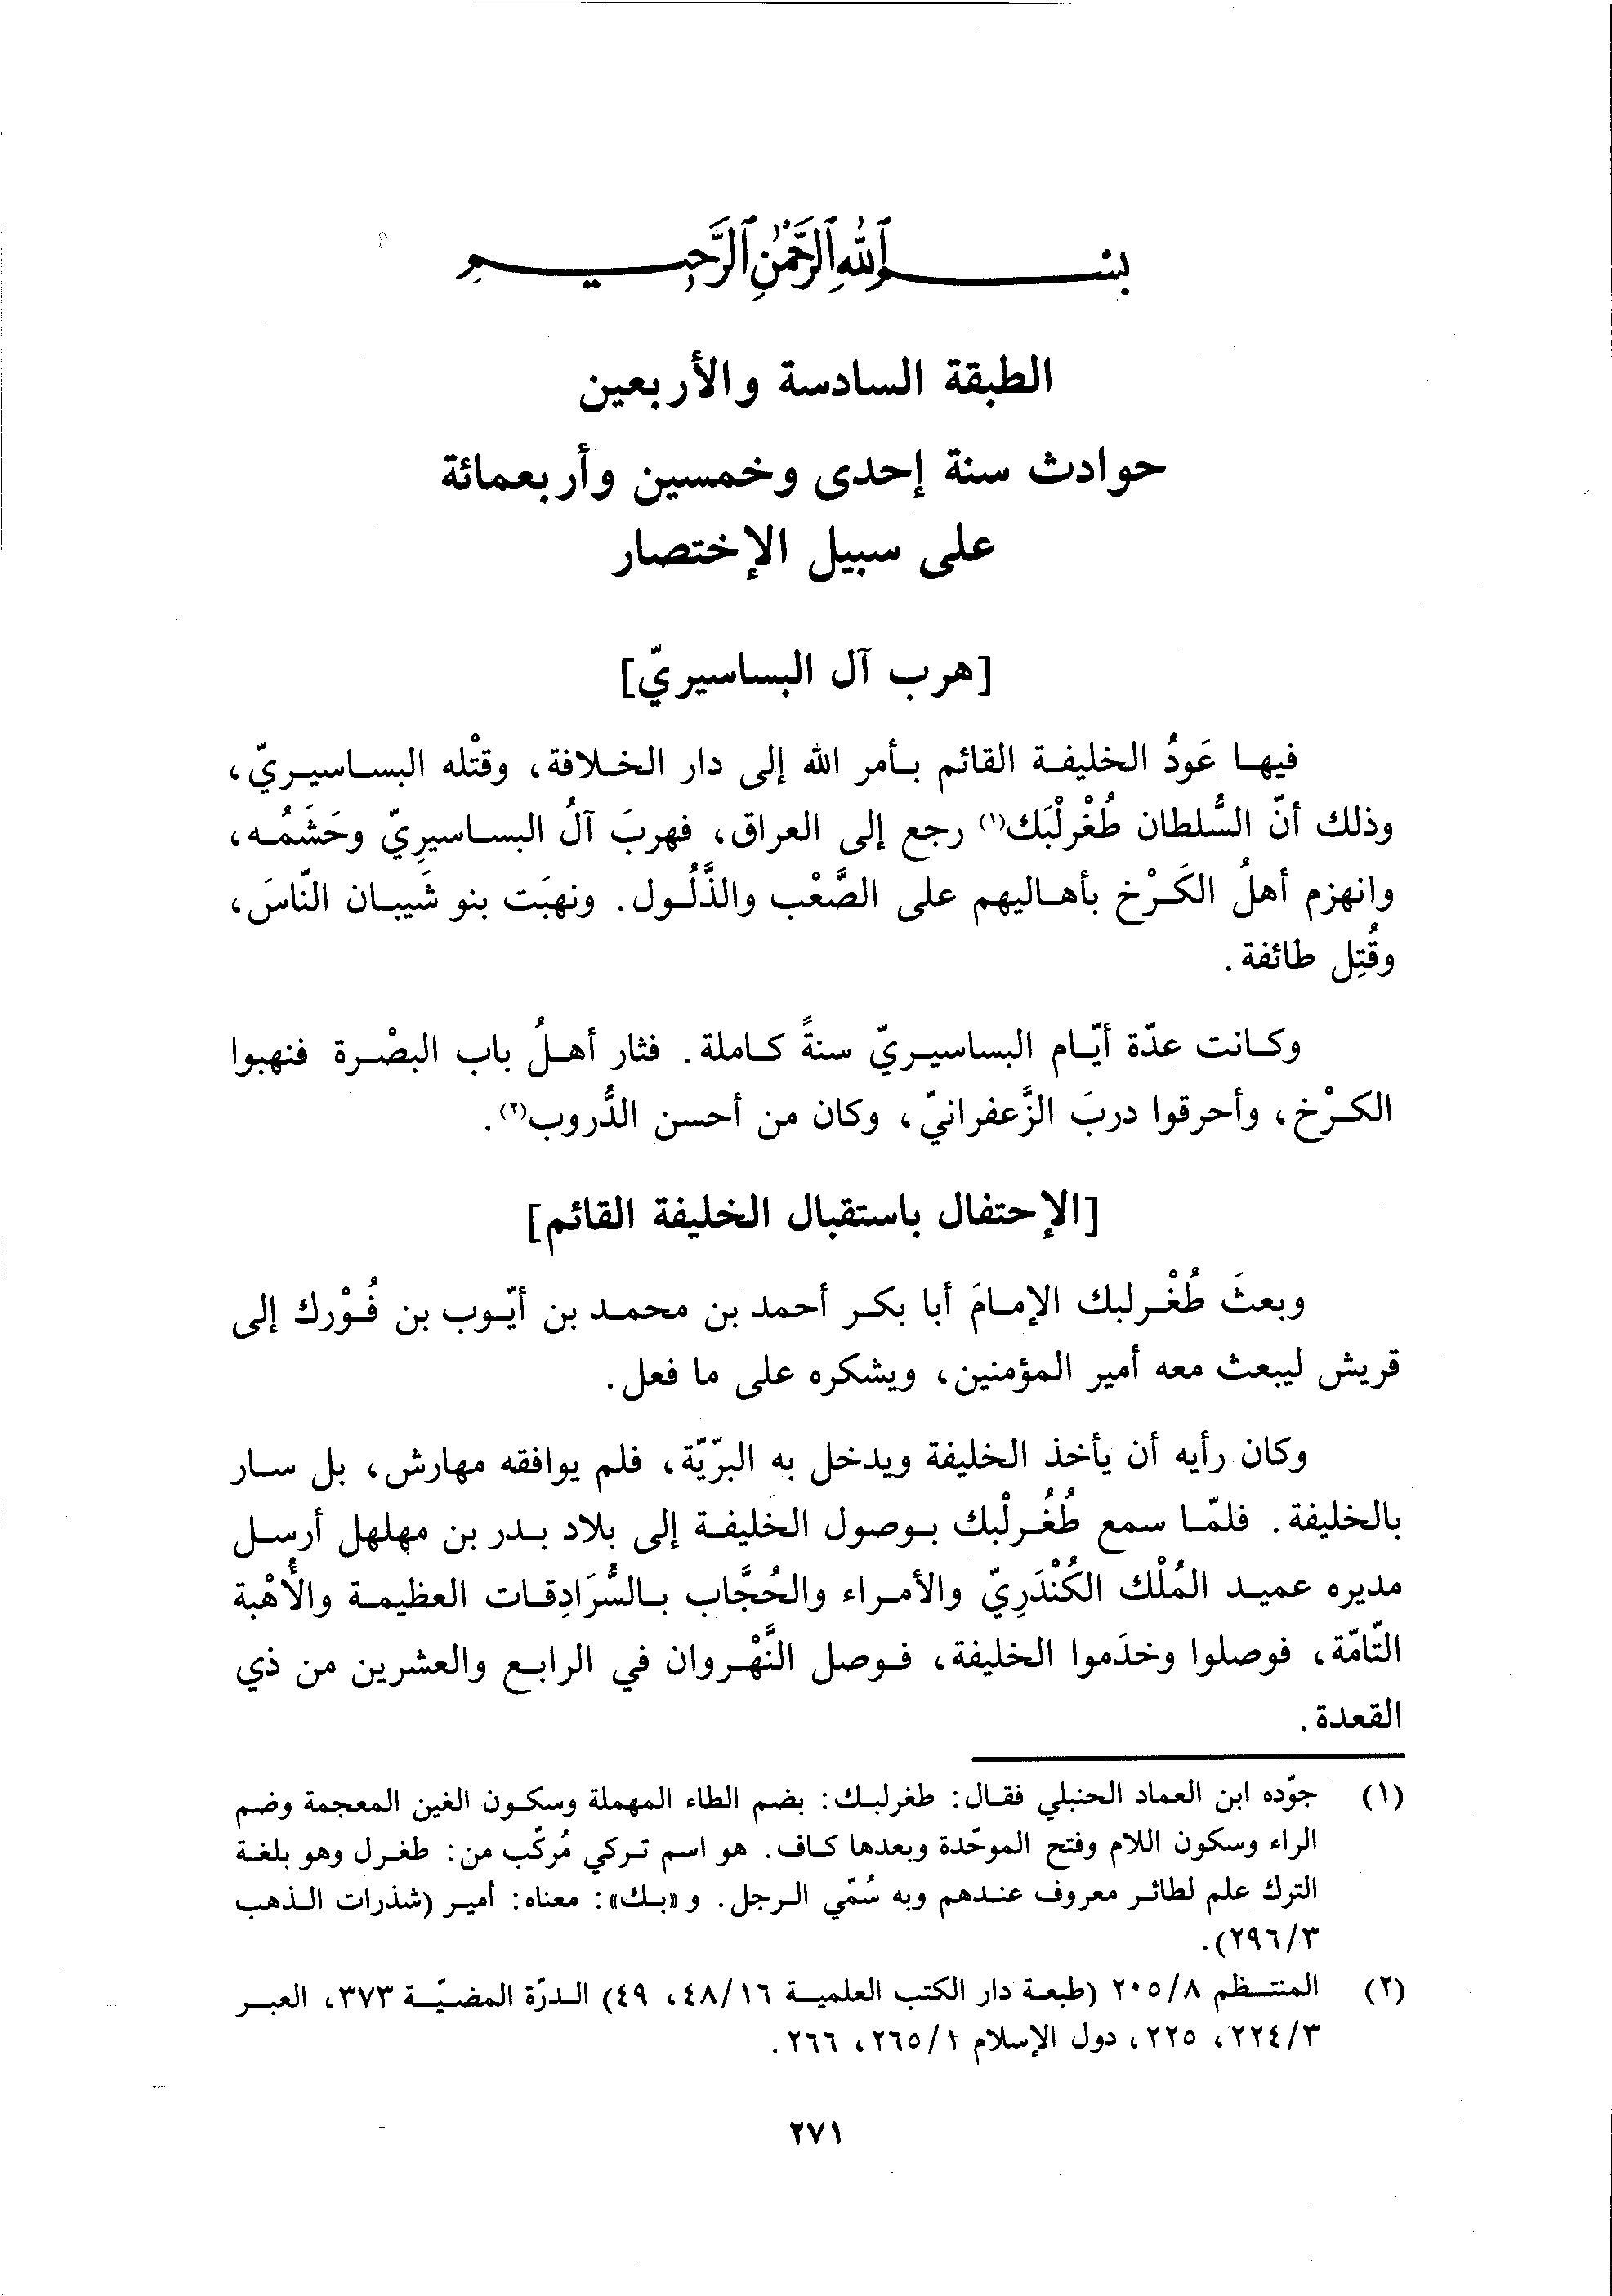 بسم الله الرحمن الرحيم
الطبقة السادسة والأربعين
حوادث سنة إحدى وخمسين وأربعمائة
على سبيل الإختصار
[هرب آل البساسيريّ]
فيها عَودُ الخليفة القائم بأمر الله إلى دار الخلافة، وقتْله البساسيريّ،
وذلك أنّ السُّلطان طُغْرلْبَك(١) رجع إلى العراق، فهربَ آلُ البساسيرِيّ وحَشَمُه،
وانهزم أهلُ الكَرْخ بأهاليهم على الصَّعْب والذَّلُول. ونهبَت بنو شَيبان النّاسَ،
وقُتِل طائفة.
وكانت عدّة أيّام البساسيريّ سنةً كاملة. فثار أهلُ باب البصْرة فنهبوا
الكرْخ، وأحرقوا دربَ الزَّعفرانيّ، وكان من أحسن الدُّروب(٢).
[الإحتفال باستقبال الخليفة القائم]
وبعثَ طُغْرلبك الإمامَ أبا بكر أحمد بن محمد بن أيّوب بن فُوْرك إلى
قريش ليبعث معه أمير المؤمنين، ويشكره على ما فعل.
وكان رأيه أن يأخذ الخليفة ويدخل به البرّيّة، فلم يوافقه مهارش، بل سار
بالخليفة. فلمّا سمع طُغُرلْبك بوصول الخليفة إلى بلاد بدر بن مهلهل أرسل
مديره عميد المُلْك الكُنْدَرِيّ والأمراء والحُجَّاب بالسُّرَادِقات العظيمة والأُهْبة
التّامّة، فوصلوا وخدَموا الخليفة، فوصل النَّهْروان في الرابع والعشرين من ذي
القعدة.
(١) جوّده ابن العماد الحنبلي فقال: طغرلبك: بضم الطاء المهملة وسكون الغين المعجمة وضم
الراء وسكون اللام وفتح الموحّدة وبعدها كاف. هو اسم تركي مُركّب من: طغرل وهو بلغة
الترك علم لطائر معروف عندهم وبه سُمّي الرجل. و «بك»: معناه: أمير (شذرات الذهب
٣/٢٩٦).
(٢) المنتظم ٨/٢٠٥ (طبعة دار الكتب العلمية ١٦/٤٨، ٤٩) الدرّة المضيّة ٣٧٣، العبر
٣/٢٢٤، ٢٢٥، دول الإسلام ١/٢٦٥، ٢٦٦.
٢٧١